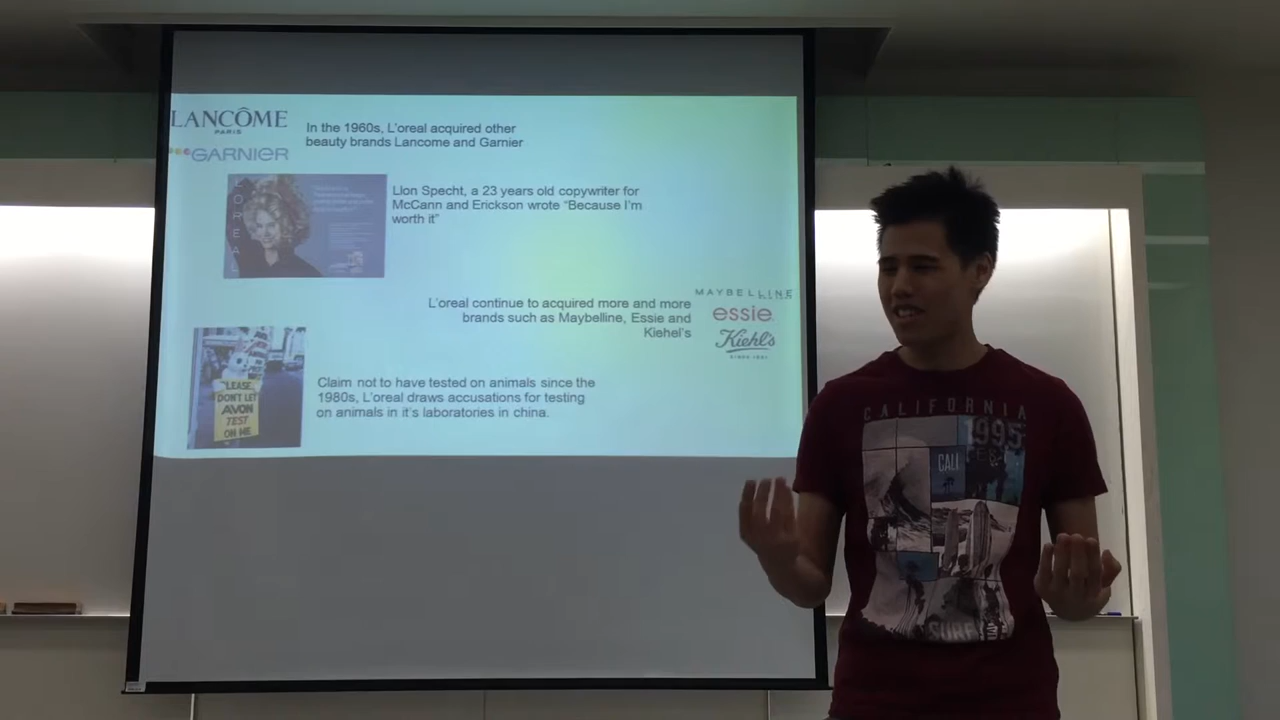 LANCÔME
PARIS
GARNIER
In the 1960s, L'oreal acquired other
beauty brands Lancome and Garnier
OREAL
Llon Specht, a 23 years old copywriter for
McCann and Erickson wrote “Because I'm
worth it”
L'oreal continue to acquired more and more
brands such as Maybelline, Essie and
Kiehel's
MAYBELLINE
essie
Kiehl's
SINCE 1851
LEASE
DON'T LET
AVON
TEST
ON ME
Claim not to have tested on animals since the
1980s, L'oreal draws accusations for testing
on animals in it's laboratories in china.
CALIFORNIA
1995
CALI
SURF